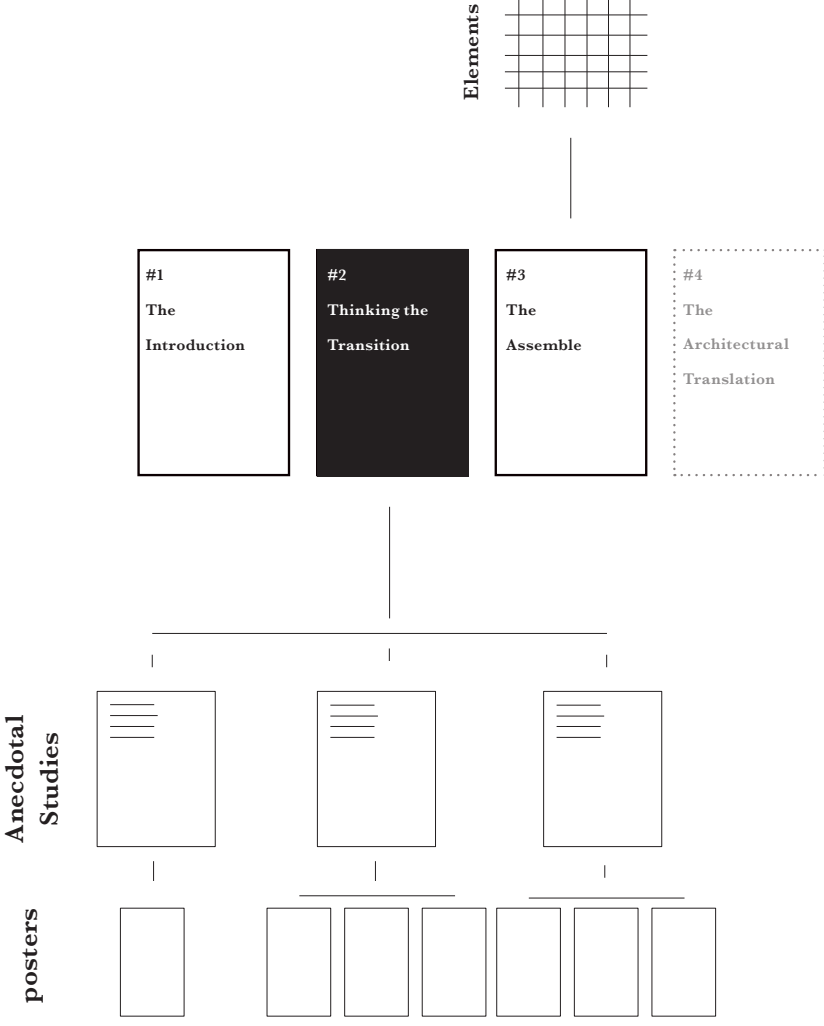 Elements
#1
The
Introduction
#2
Thinking the
Transition
#3
The
Assemble
#4
The
Architectural
Translation
Anecdotal
Studies
posters